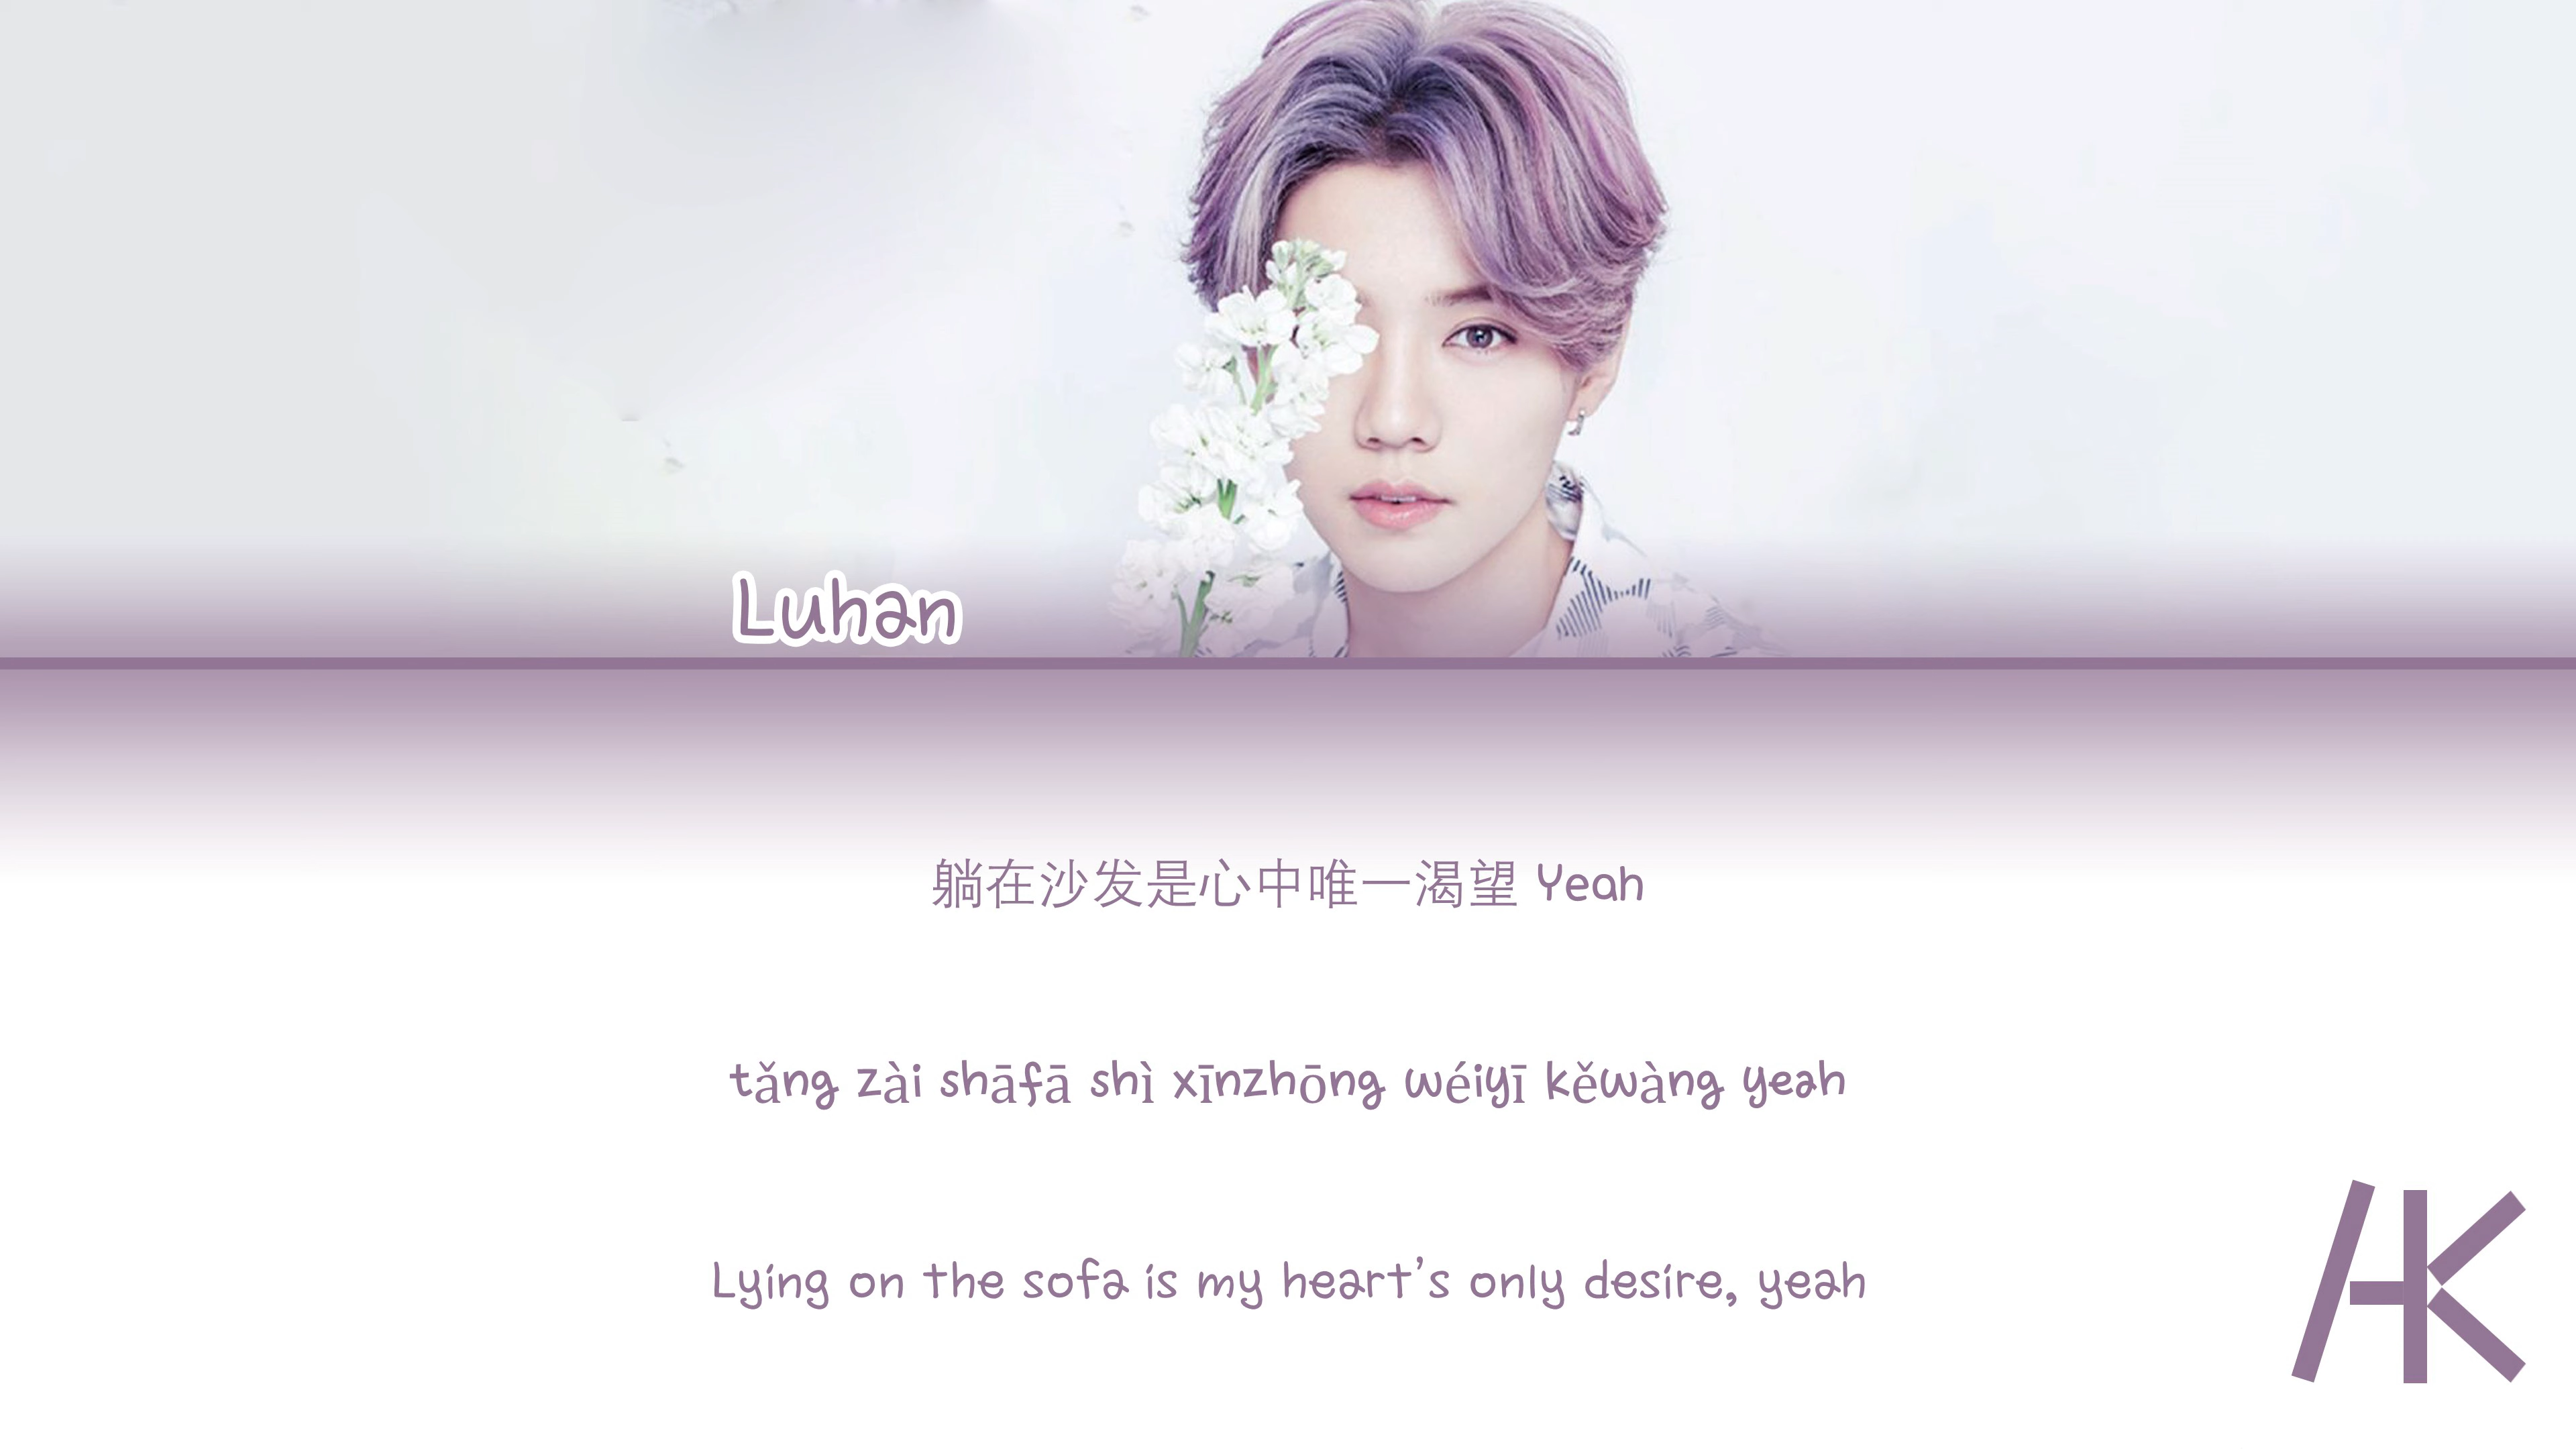 Luhan
躺在沙发是心中唯一渴望 Yeah
tǎng zài shāfā shì xīnzhōng wéiyī kěwàng yeah
Lying on the sofa is my heart's only desire, yeah
AK